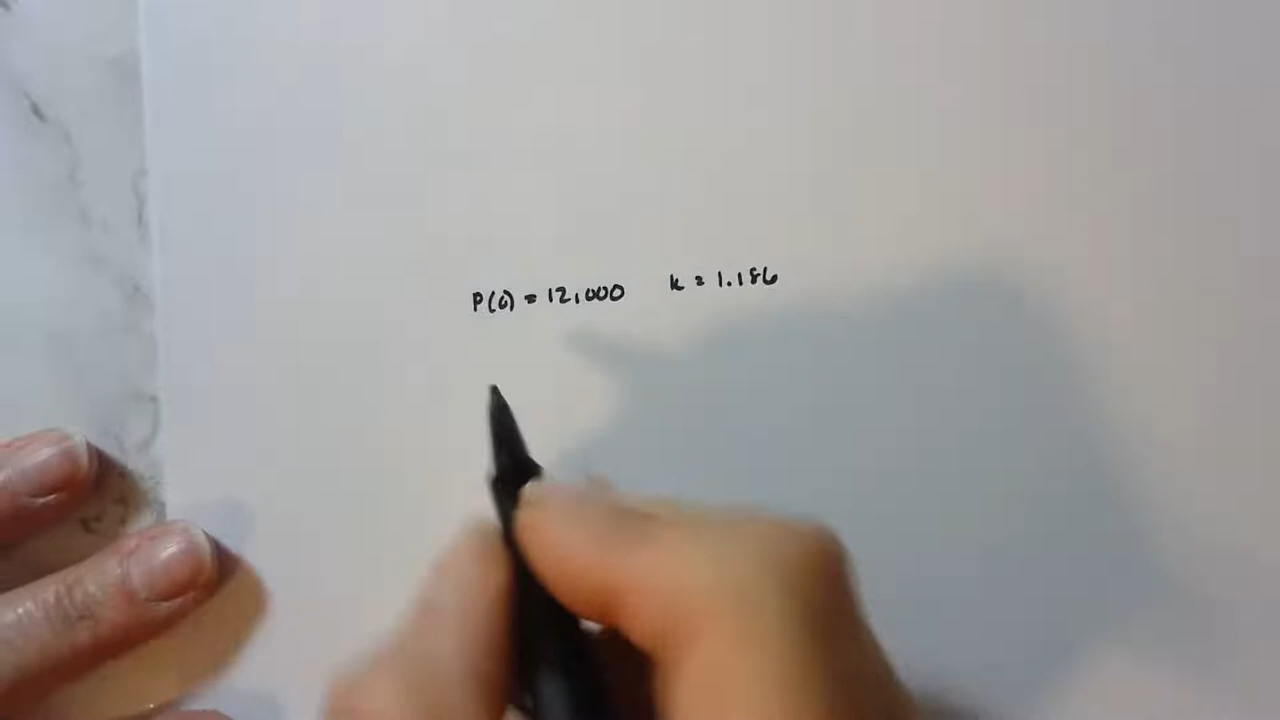 P(0) = 12,000 k = 1.186